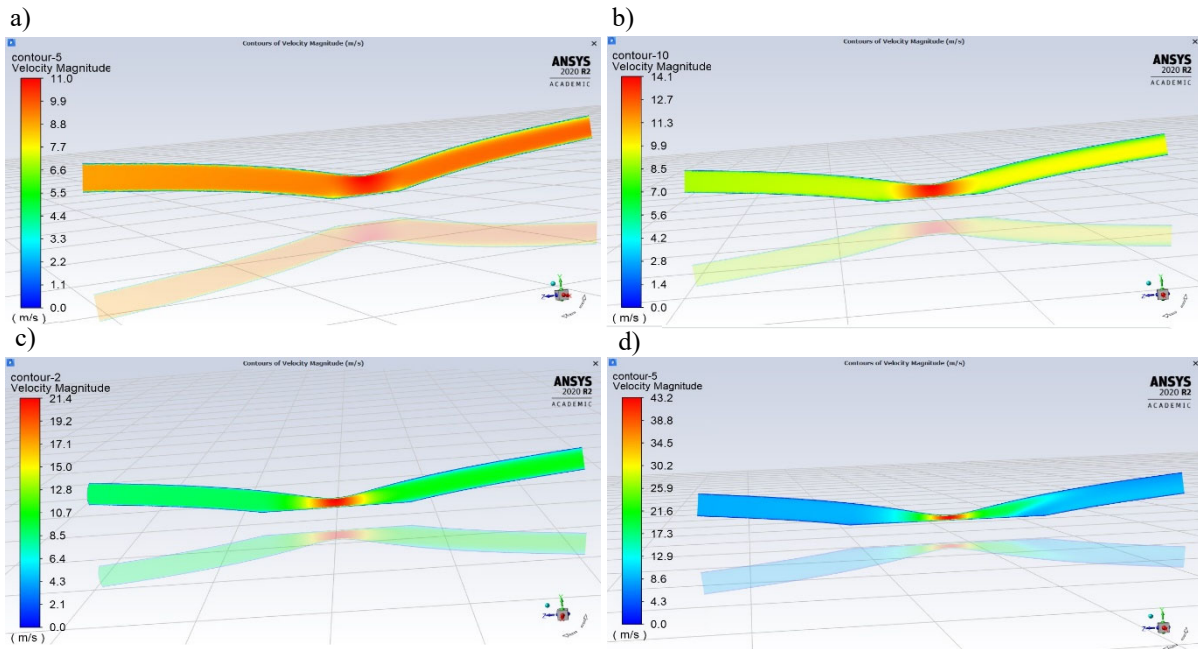 a)
Contours of Velocity Magnitude (m/s)
contour-5
Velocity Magnitude
11.0
9.9
8.8
7.7
6.6
5.5
4.4
3.3
2.2
1.1
0.0
( m/s )
ANSYS
2020 R2
ACADEMIC
b)
Contours of Velocity Magnitude (m/s)
contour-10
Velocity Magnitude
14.1
12.7
11.3
9.9
8.4
7.0
5.6
4.2
2.8
1.4
0.0
( m/s )
ANSYS
2020 R2
ACADEMIC
c)
Contours of Velocity Magnitude (m/s)
contour-2
Velocity Magnitude
21.4
19.2
17.1
15.0
12.8
10.7
8.5
6.4
4.3
2.1
0.0
( m/s )
ANSYS
2020 R2
ACADEMIC
d)
Contours of Velocity Magnitude (m/s)
contour-5
Velocity Magnitude
43.2
38.8
34.5
30.2
25.9
21.6
17.3
12.9
8.6
4.3
0.0
( m/s )
ANSYS
2020 R2
ACADEMIC